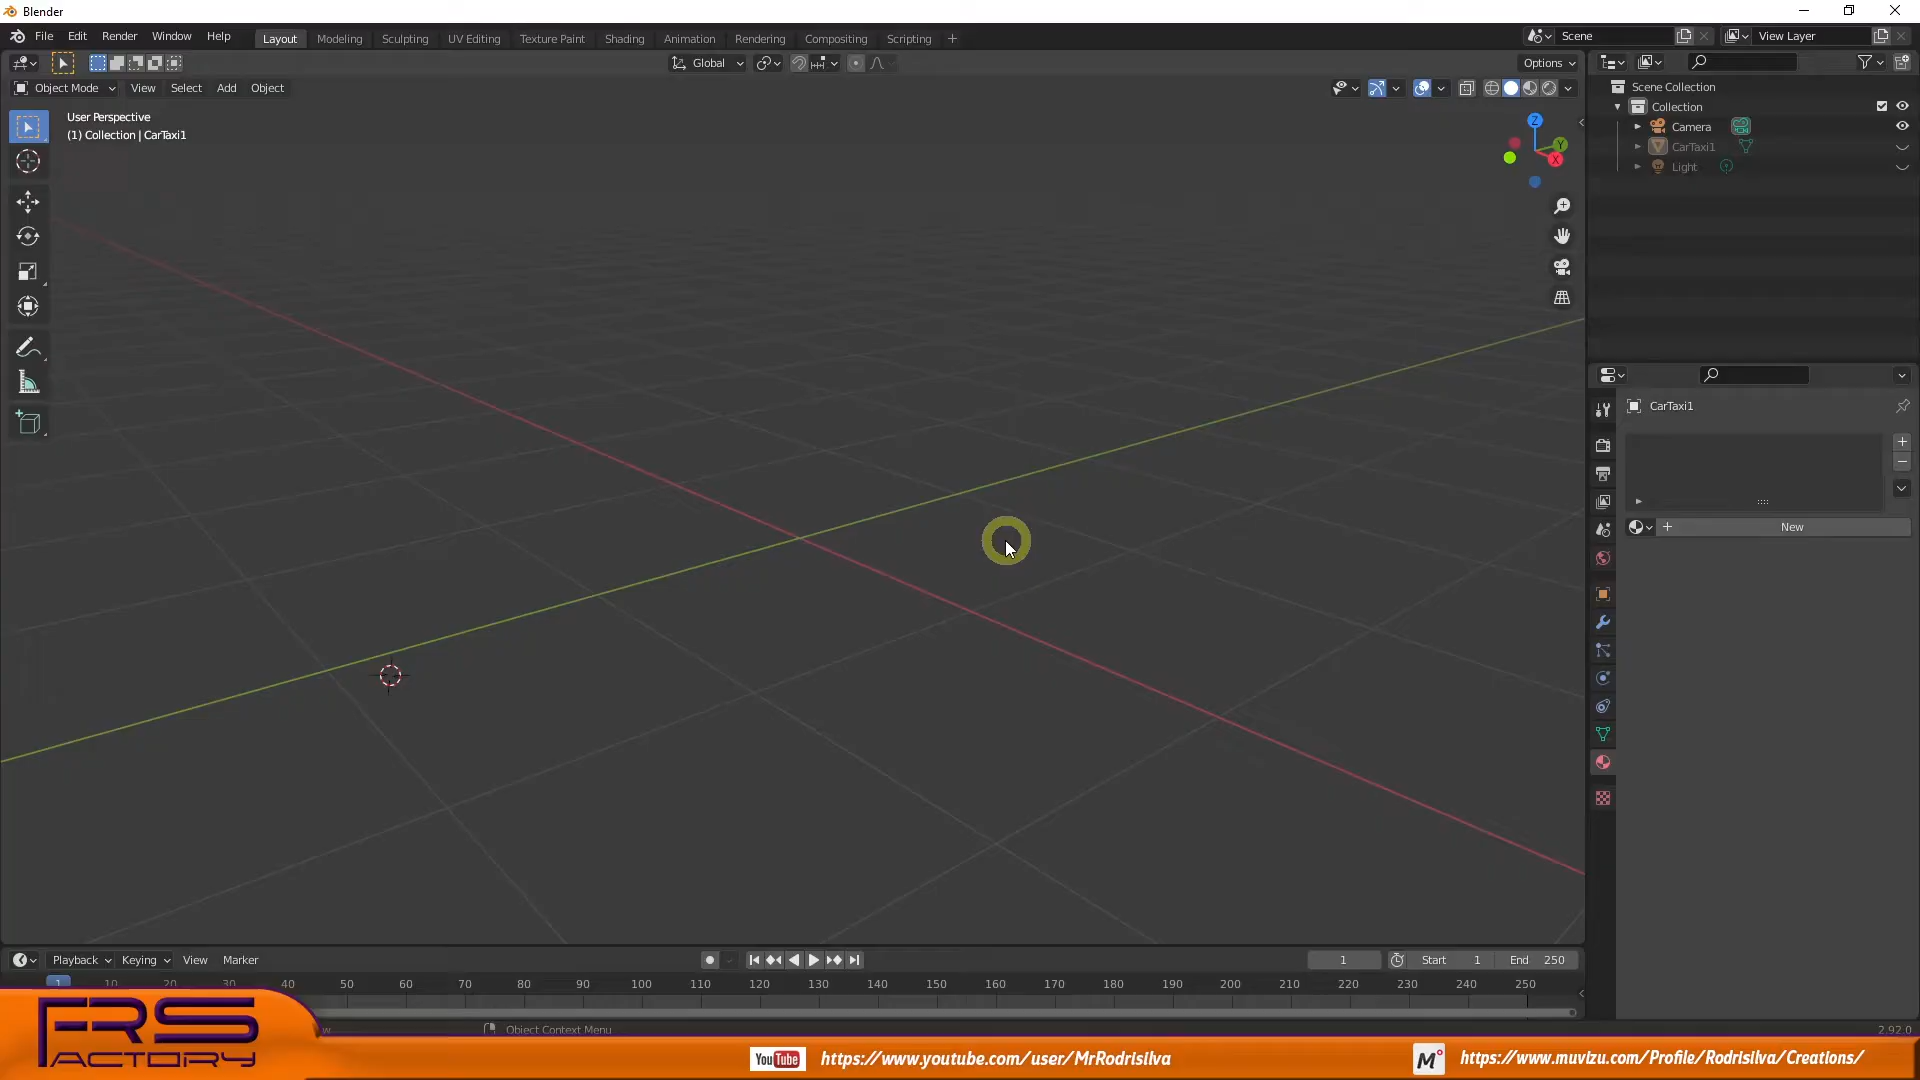 Blender
File Edit Render Window Help
Layout Modeling Sculpting UV Editing Texture Paint Shading Animation Rendering Compositing Scripting
Scene
View Layer
Global
Options
Object Mode View Select Add Object
User Perspective
(1) Collection | CarTaxi1
Z
Y
X
Scene Collection
Collection
Camera
CarTaxi1
Light
CarTaxi1
New
Playback Keying View Marker
1
Start 1
End 250
1 10 20 30 40 50 60 70 80 90 100 110 120 130 140 150 160 170 180 190 200 210 220 230 240 250
Object Context Menu
2.92.0
FRS
FACTORY
YouTube
https://www.youtube.com/user/MrRodrisilva
M
https://www.muvizu.com/Profile/Rodrisilva/Creations/